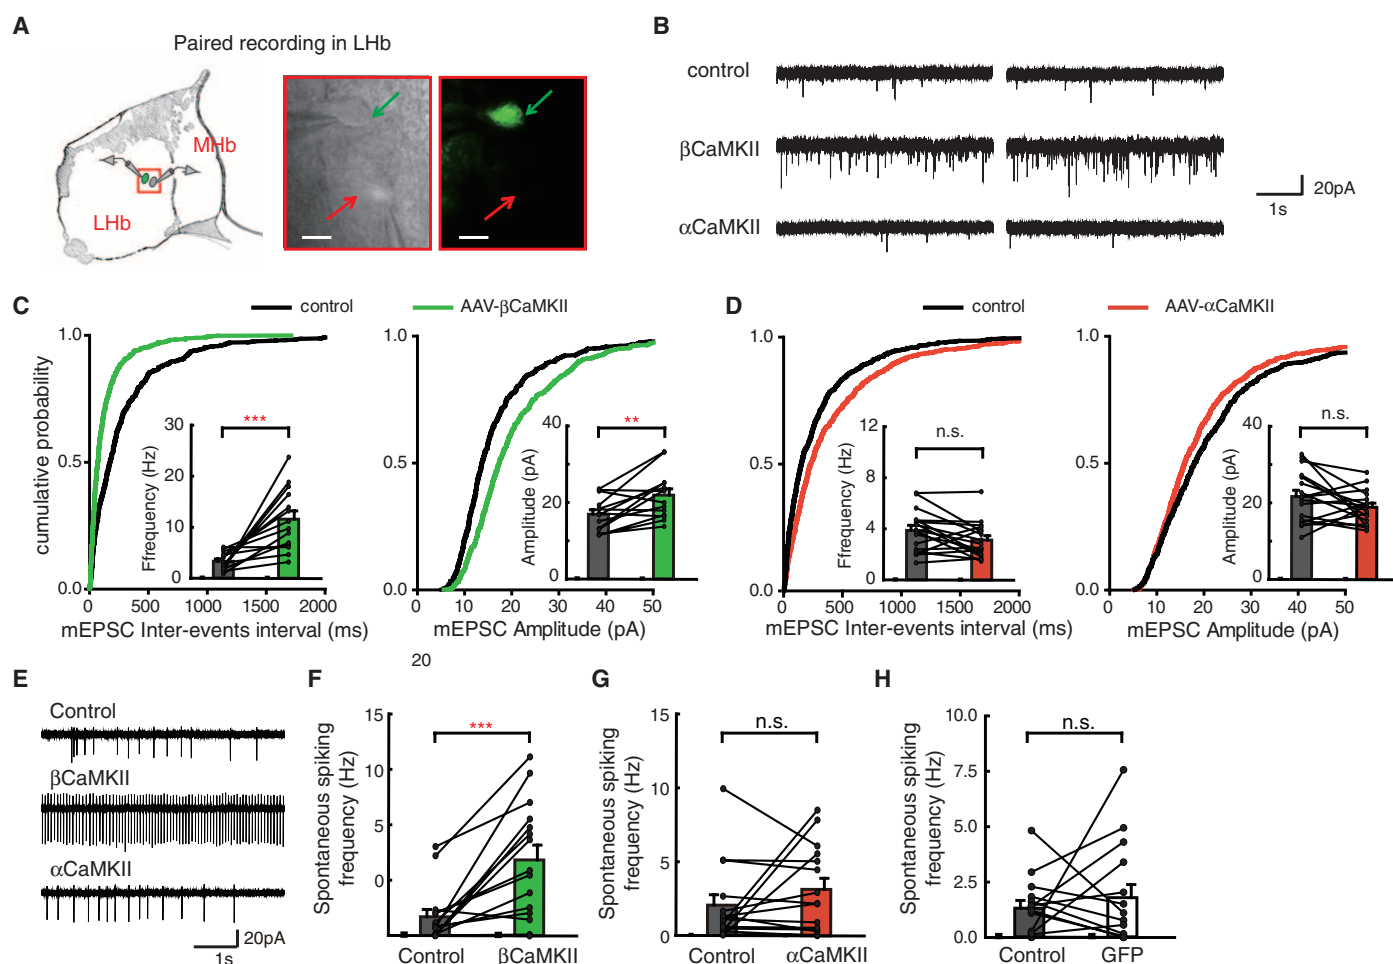 A
Paired recording in LHb
MHb
LHb
B
control
βCaMKII
αCaMKII
20pA
1s
C
control
AAV-βCaMKII
cumulative probability
1.0
0.5
0.0
0
500
1000
1500
2000
mEPSC Inter-events interval (ms)
Ffrequency (Hz)
30
20
10
0
***
1.0
0.5
0.0
0
10
20
30
40
50
mEPSC Amplitude (pA)
Amplitude (pA)
40
20
0
**
D
control
AAV-αCaMKII
1.0
0.5
0.0
0
500
1000
1500
2000
mEPSC Inter-events interval (ms)
Ffrequency (Hz)
12
8
4
0
n.s.
1.0
0.5
0.0
0
10
20
30
40
50
mEPSC Amplitude (pA)
Amplitude (pA)
40
20
0
n.s.
20
E
Control
βCaMKII
αCaMKII
20pA
1s
F
Spontaneous spiking
frequency (Hz)
15
10
5
0
***
Control
βCaMKII
G
Spontaneous spiking
frequency (Hz)
15
10
5
0
n.s.
Control
αCaMKII
H
Spontaneous spiking
frequency (Hz)
10.0
7.5
5.0
2.5
0.0
n.s.
Control
GFP